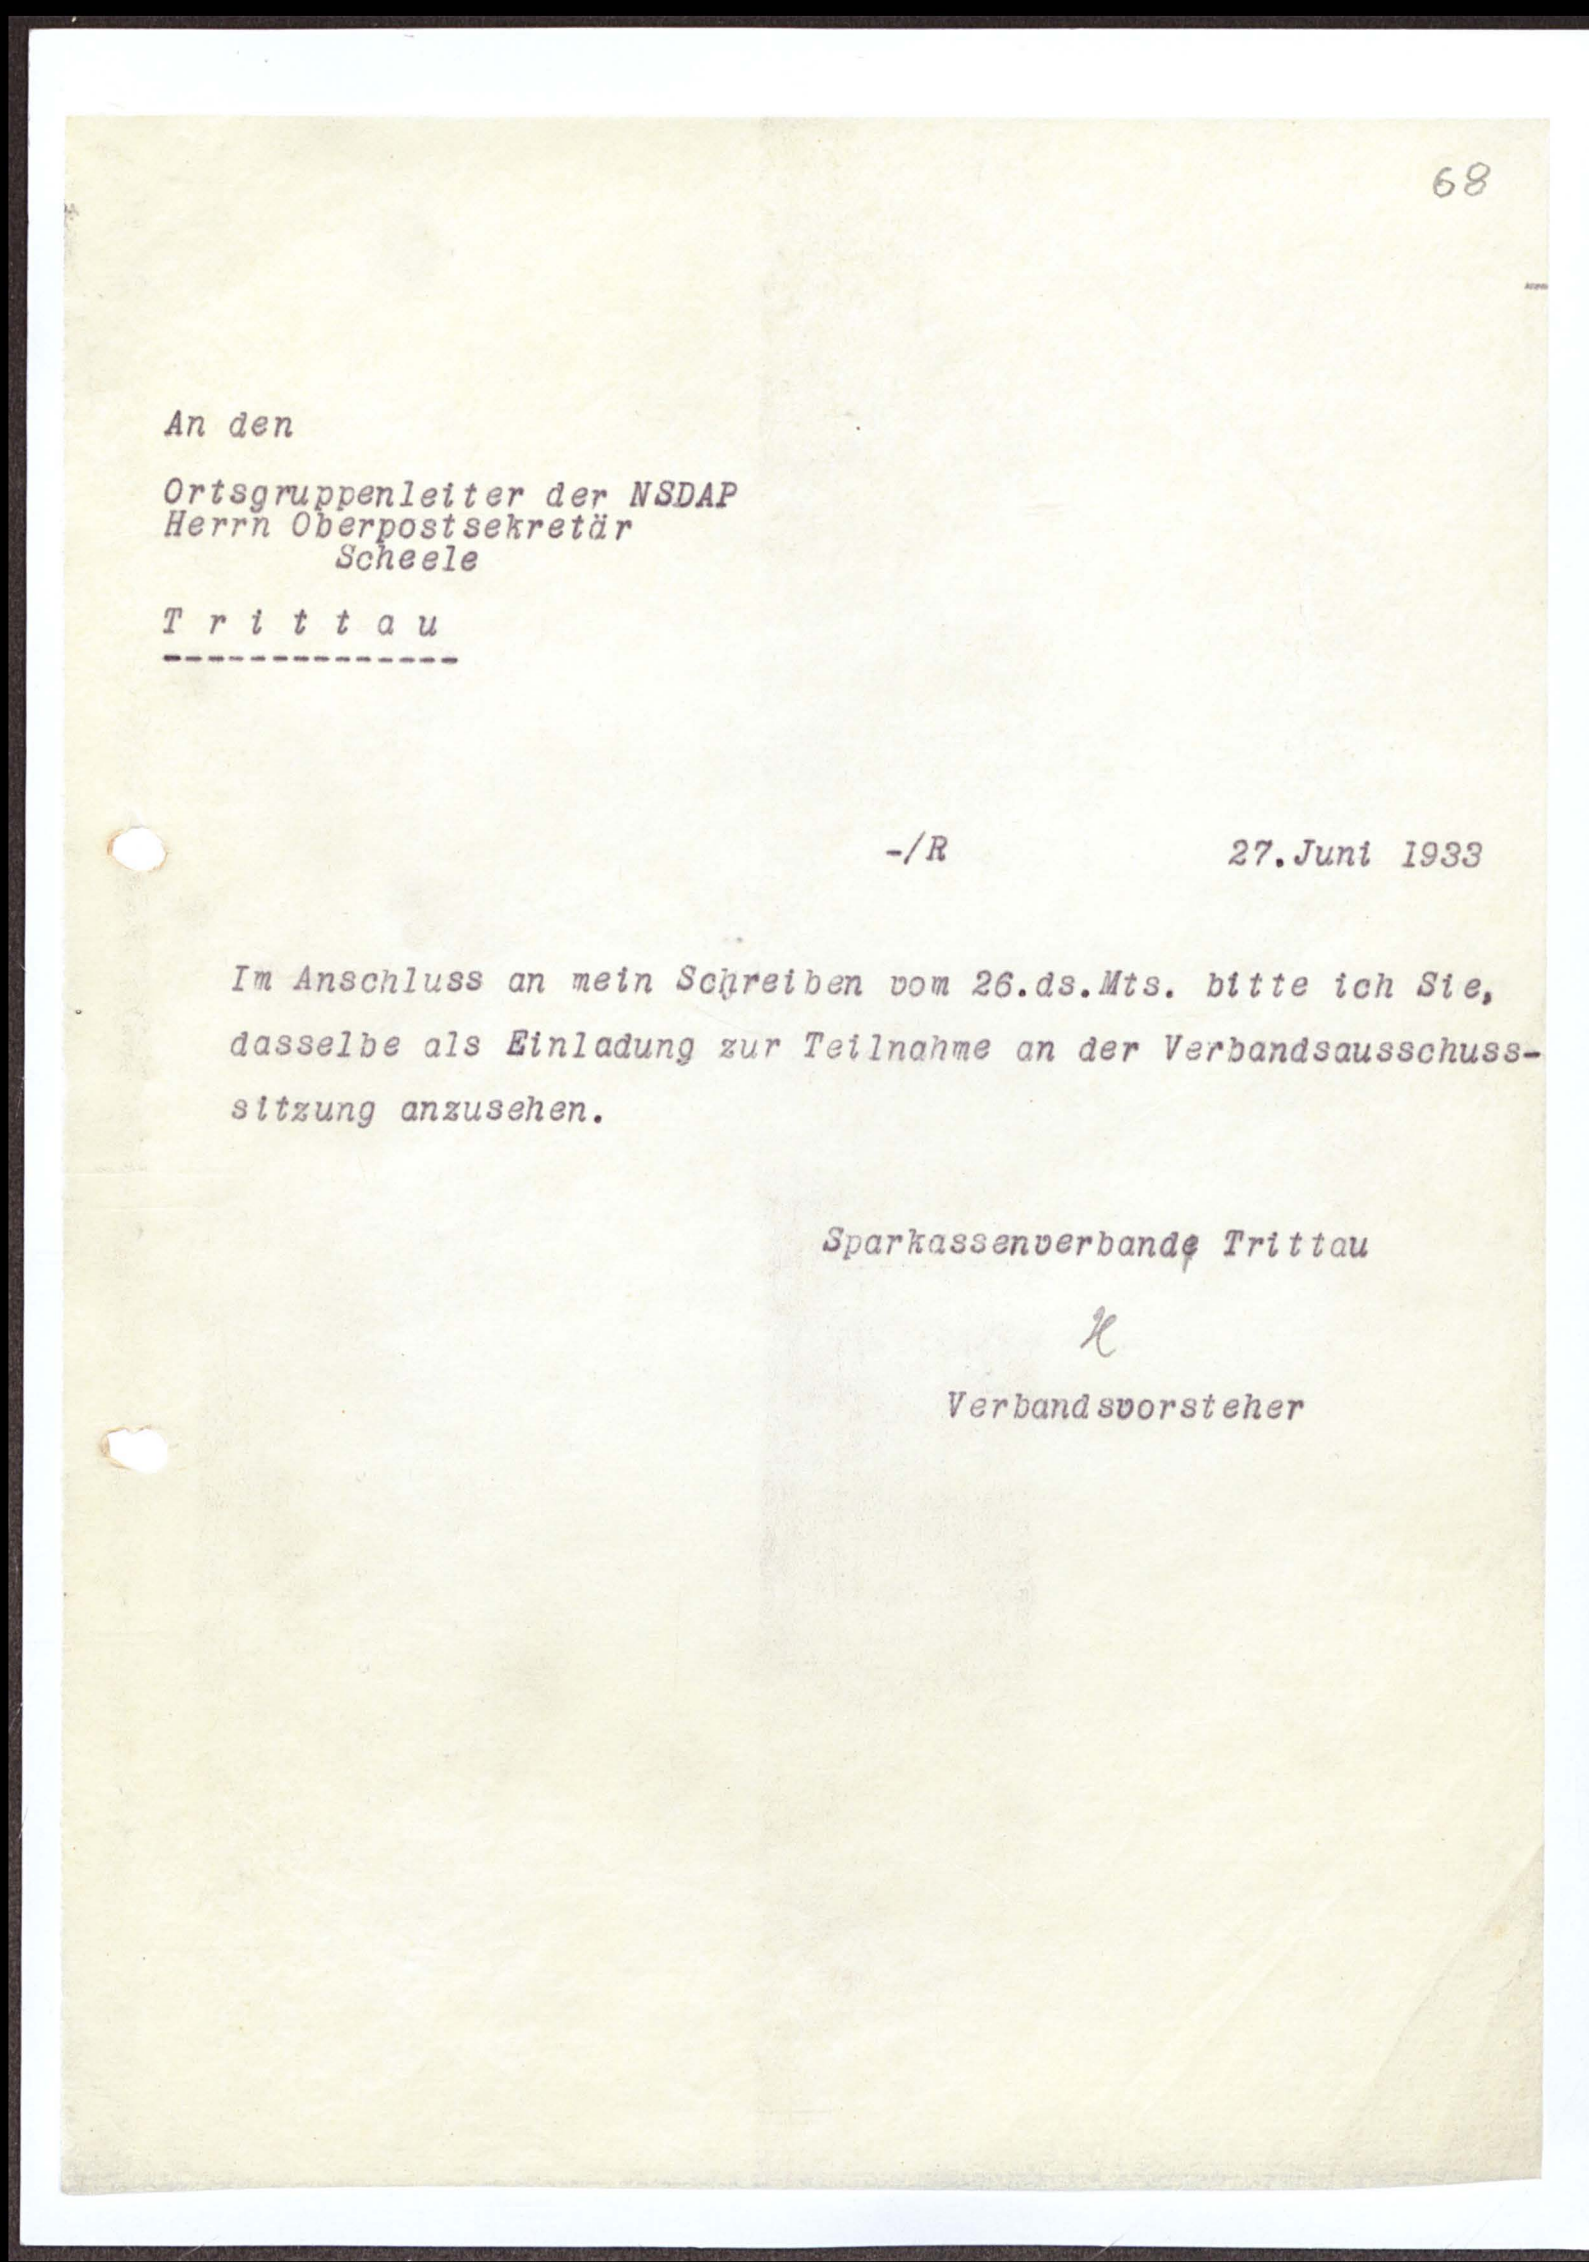 68
An den
Ortsgruppenleiter der NSDAP
Herrn Oberpostsekretär
Scheele
T r i t t a u
--------------
-/R 27.Juni 1933
Im Anschluss an mein Schreiben vom 26.ds.Mts. bitte ich Sie,
dasselbe als Einladung zur Teilnahme an der Verbandsausschuss-
sitzung anzusehen.
Sparkassenverband Trittau
H
Verbandsvorsteher